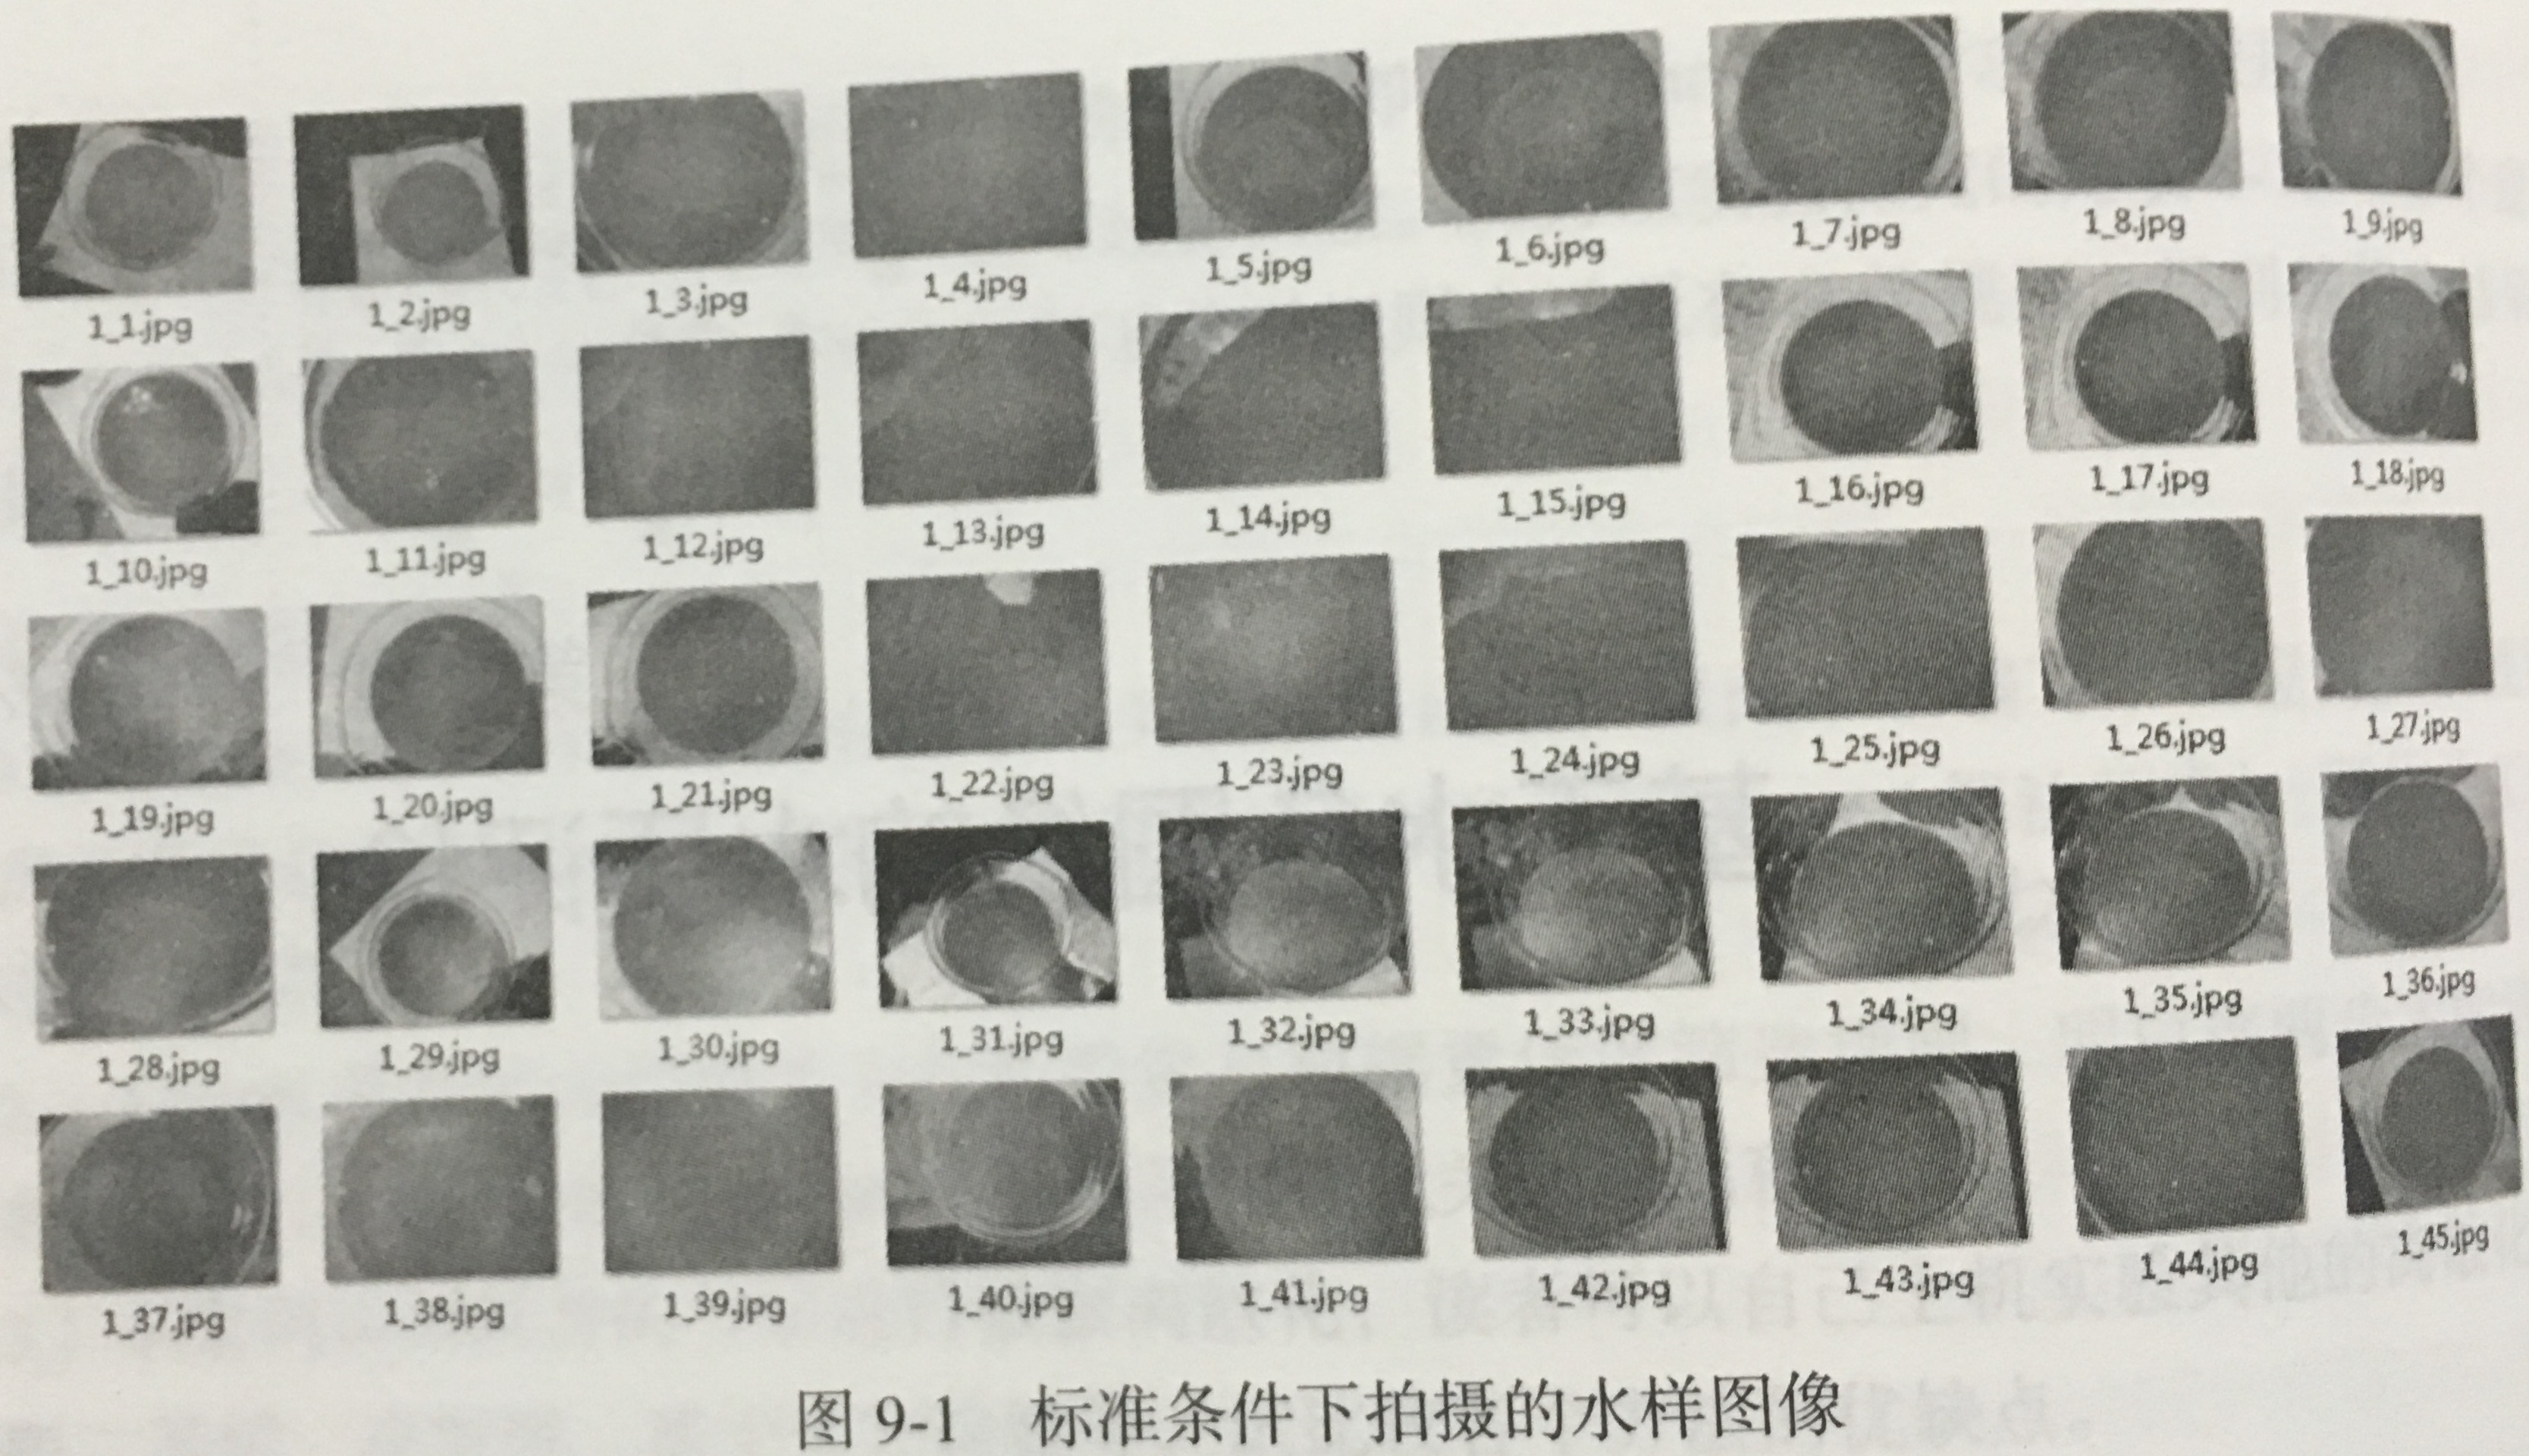 1_1.jpg 1_2.jpg 1_3.jpg 1_4.jpg 1_5.jpg 1_6.jpg 1_7.jpg 1_8.jpg 1_9.jpg
1_10.jpg 1_11.jpg 1_12.jpg 1_13.jpg 1_14.jpg 1_15.jpg 1_16.jpg 1_17.jpg 1_18.jpg
1_19.jpg 1_20.jpg 1_21.jpg 1_22.jpg 1_23.jpg 1_24.jpg 1_25.jpg 1_26.jpg 1_27.jpg
1_28.jpg 1_29.jpg 1_30.jpg 1_31.jpg 1_32.jpg 1_33.jpg 1_34.jpg 1_35.jpg 1_36.jpg
1_37.jpg 1_38.jpg 1_39.jpg 1_40.jpg 1_41.jpg 1_42.jpg 1_43.jpg 1_44.jpg 1_45.jpg
图 9-1 标准条件下拍摄的水样图像